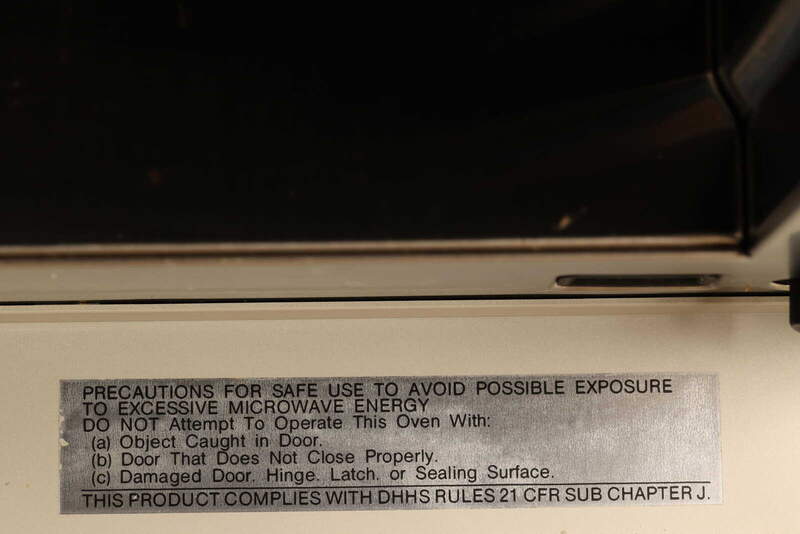 PRECAUTIONS FOR SAFE USE TO AVOID POSSIBLE EXPOSURE
TO EXCESSIVE MICROWAVE ENERGY
DO NOT Attempt To Operate This Oven With:
(a) Object Caught in Door.
(b) Door That Does Not Close Properly.
(c) Damaged Door. Hinge. Latch. or Sealing Surface.
THIS PRODUCT COMPLIES WITH DHHS RULES 21 CFR SUB CHAPTER J.